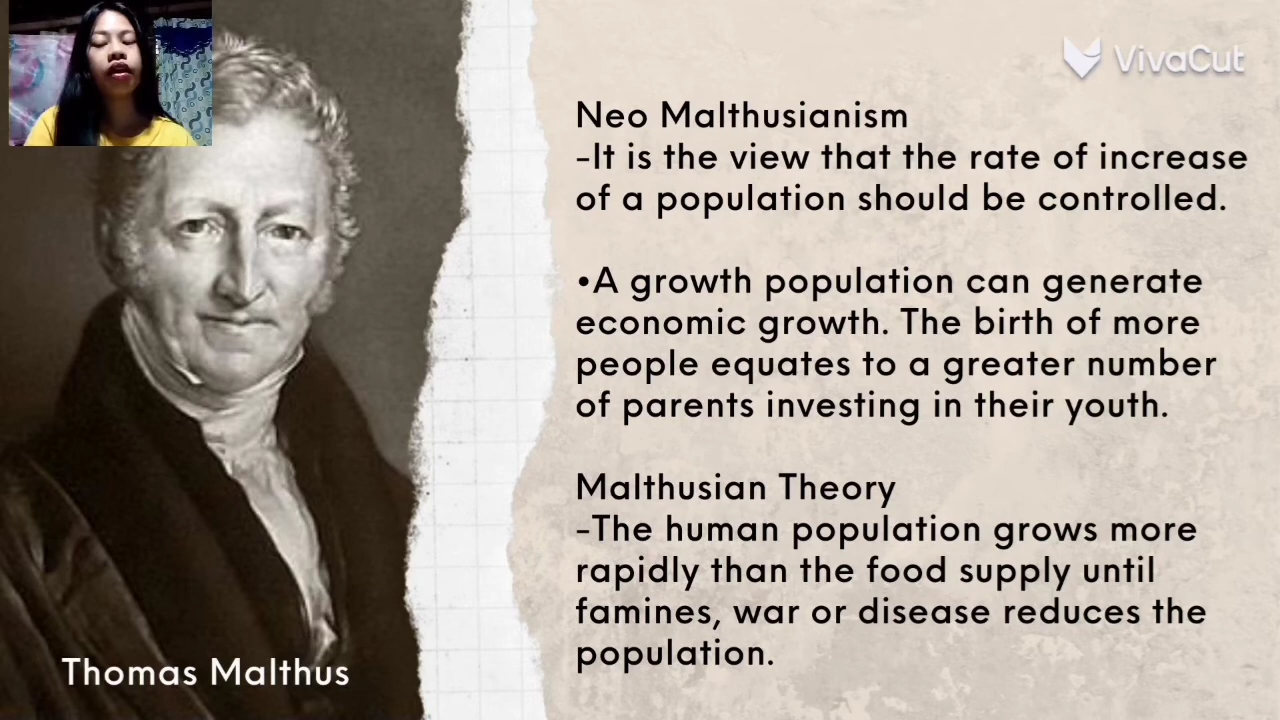 VivaCut
Neo Malthusianism
-It is the view that the rate of increase
of a population should be controlled.
•A growth population can generate
economic growth. The birth of more
people equates to a greater number
of parents investing in their youth.
Malthusian Theory
-The human population grows more
rapidly than the food supply until
famines, war or disease reduces the
population.
Thomas Malthus